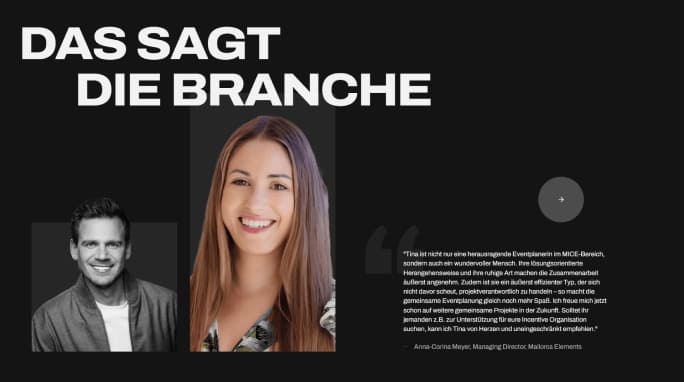 DAS SAGT
DIE BRANCHE
"Tina ist nicht nur eine herausragende Eventplanerin im MICE-Bereich,
sondern auch ein wundervoller Mensch. Ihre lösungsorientierte
Herangehensweise und ihre ruhige Art machen die Zusammenarbeit
äußerst angenehm. Zudem ist sie ein äußerst effizienter Typ, der sich
nicht davor scheut, projektverantwortlich zu handeln – so macht die
gemeinsame Eventplanung gleich noch mehr Spaß. Ich freue mich jetzt
schon auf weitere gemeinsame Projekte in der Zukunft. Solltet ihr
jemanden z.B. zur Unterstützung für eure Incentive Organisation
suchen, kann ich Tina von Herzen und uneingeschränkt empfehlen."
Anna-Corina Meyer, Managing Director, Mallorca Elements